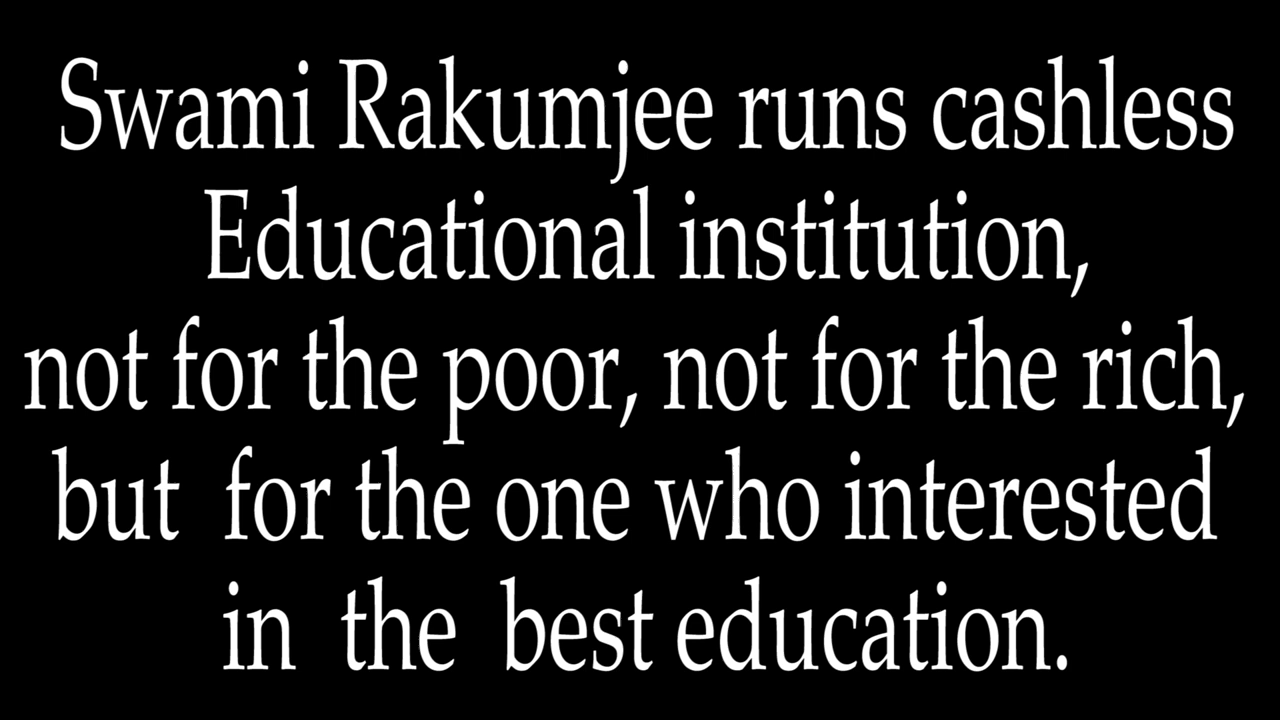 Swami Rakumjee runs cashless
Educational institution,
not for the poor, not for the rich,
but for the one who interested
in the best education.